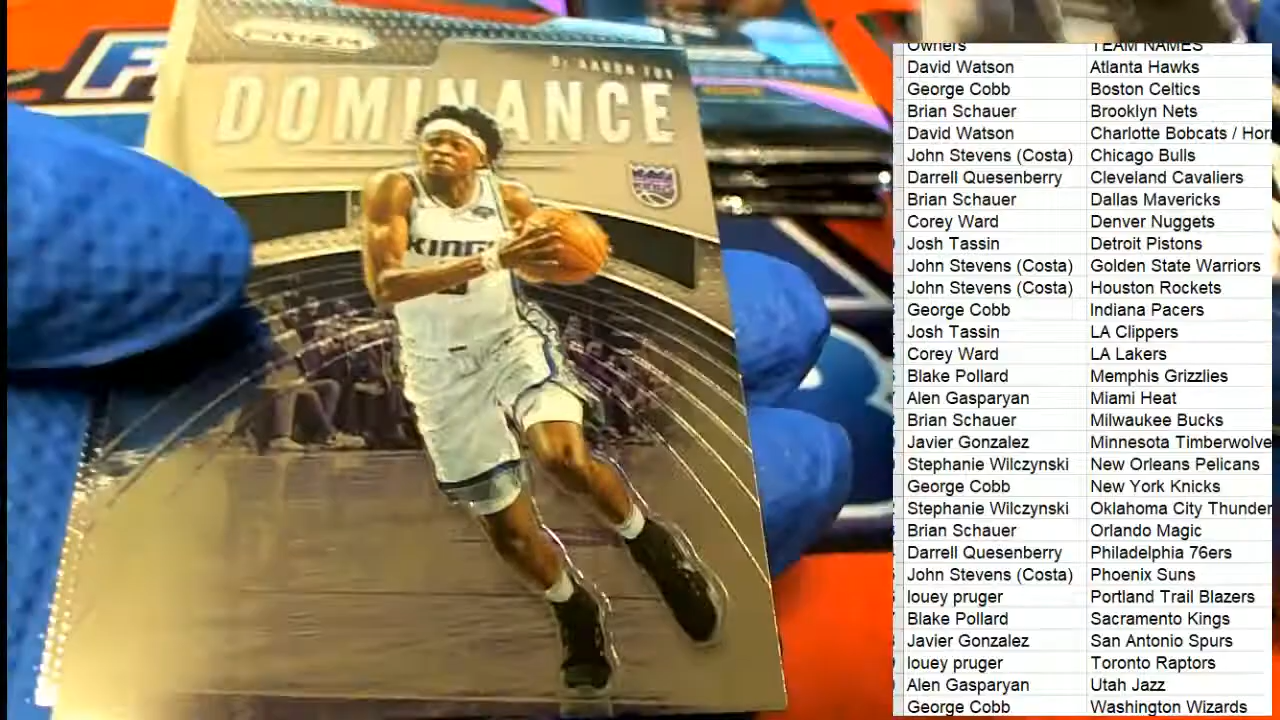 PRIZM
De'AARON FOX
DOMINANCE
KINGS
Owners TEAM NAMES
David Watson Atlanta Hawks
George Cobb Boston Celtics
Brian Schauer Brooklyn Nets
David Watson Charlotte Bobcats / Hor
John Stevens (Costa) Chicago Bulls
Darrell Quesenberry Cleveland Cavaliers
Brian Schauer Dallas Mavericks
Corey Ward Denver Nuggets
Josh Tassin Detroit Pistons
John Stevens (Costa) Golden State Warriors
John Stevens (Costa) Houston Rockets
George Cobb Indiana Pacers
Josh Tassin LA Clippers
Corey Ward LA Lakers
Blake Pollard Memphis Grizzlies
Alen Gasparyan Miami Heat
Brian Schauer Milwaukee Bucks
Javier Gonzalez Minnesota Timberwolve
Stephanie Wilczynski New Orleans Pelicans
George Cobb New York Knicks
Stephanie Wilczynski Oklahoma City Thunder
Brian Schauer Orlando Magic
Darrell Quesenberry Philadelphia 76ers
John Stevens (Costa) Phoenix Suns
louey pruger Portland Trail Blazers
Blake Pollard Sacramento Kings
Javier Gonzalez San Antonio Spurs
louey pruger Toronto Raptors
Alen Gasparyan Utah Jazz
George Cobb Washington Wizards